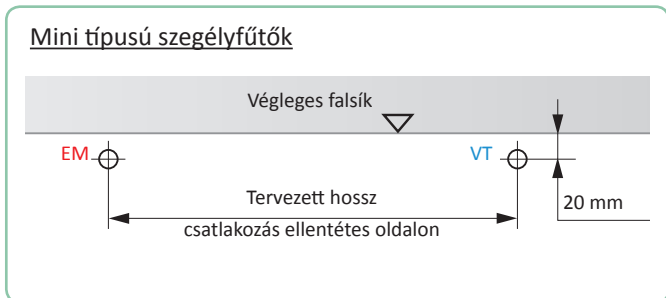 Mini típusú szegélyfűtők
Végleges falsík
EM
VT
Tervezett hossz
csatlakozás ellentétes oldalon
20 mm